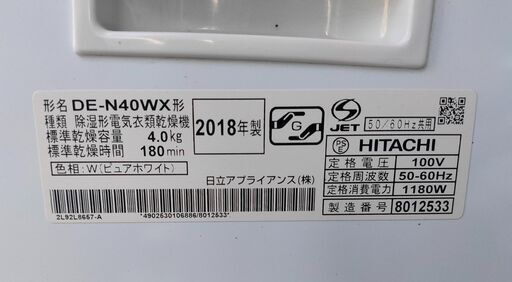 形名 DE-N40WX形
種類 除湿形電気衣類乾燥機
標準乾燥容量 4.0kg
標準乾燥時間 180min
色相:W(ピュアホワイト)
2018年製
G
S JET
50/60Hz共用
PS E HITACHI
定格電圧 100V
定格周波数 50-60Hz
定格消費電力 1180W
製造番号 8012533
日立アプライアンス(株)
*4902530106886/8012533*
2L92L8657-A